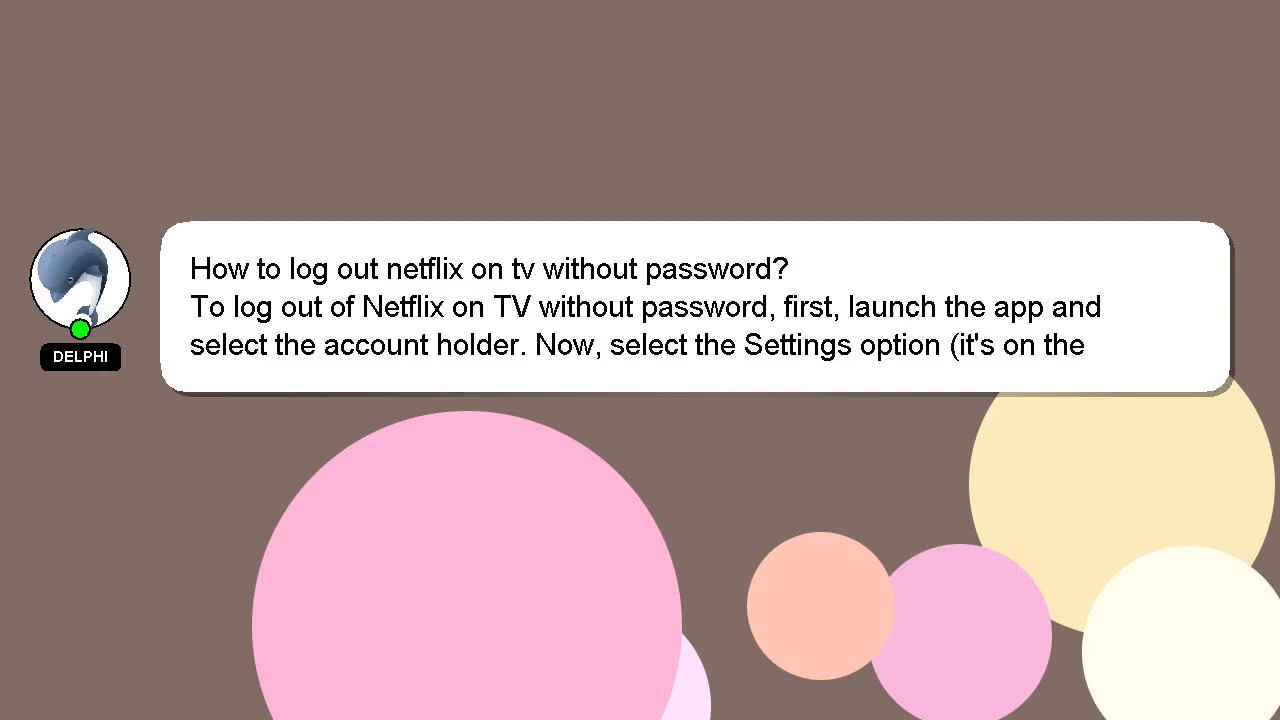 How to log out netflix on tv without password?
To log out of Netflix on TV without password, first, launch the app and
select the account holder. Now, select the Settings option (it's on the
DELPHI